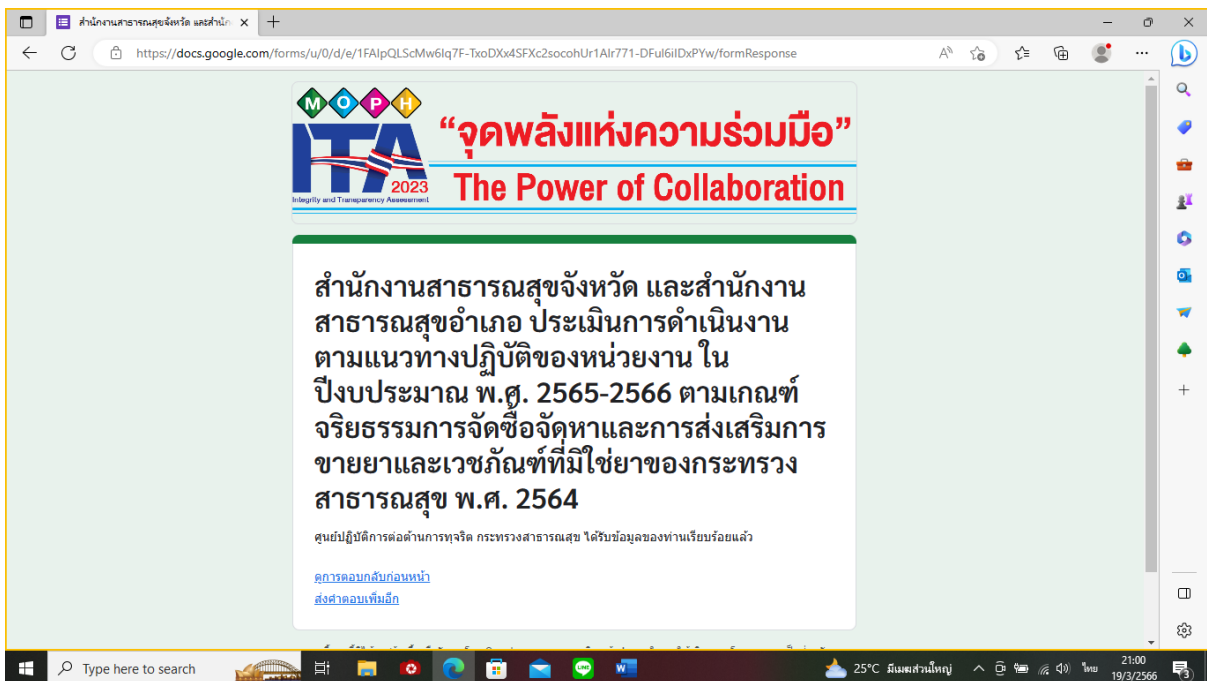 สำนักงานสาธารณสุขจังหวัด และสำนัก
https://docs.google.com/forms/u/0/d/e/1FAIpQLScMw6Iq7F-TxoDXx4SFXc2socohUr1AIr771-DFul6iIDxPYw/formResponse
MOPH
ITA
2023
Integrity and Transparency Assessment
“จุดพลังแห่งความร่วมมือ”
The Power of Collaboration
สำนักงานสาธารณสุขจังหวัด และสำนักงาน
สาธารณสุขอำเภอ ประเมินการดำเนินงาน
ตามแนวทางปฏิบัติของหน่วยงาน ใน
ปีงบประมาณ พ.ศ. 2565-2566 ตามเกณฑ์
จริยธรรมการจัดซื้อจัดหาและการส่งเสริมการ
ขายยาและเวชภัณฑ์ที่มิใช่ยาของกระทรวง
สาธารณสุข พ.ศ. 2564
ศูนย์ปฏิบัติการต่อต้านการทุจริต กระทรวงสาธารณสุข ได้รับข้อมูลของท่านเรียบร้อยแล้ว
ดูการตอบกลับก่อนหน้า
ส่งคำตอบเพิ่มอีก
Type here to search
25°C มีเมฆส่วนใหญ่
ไทย
21:00
19/3/2566